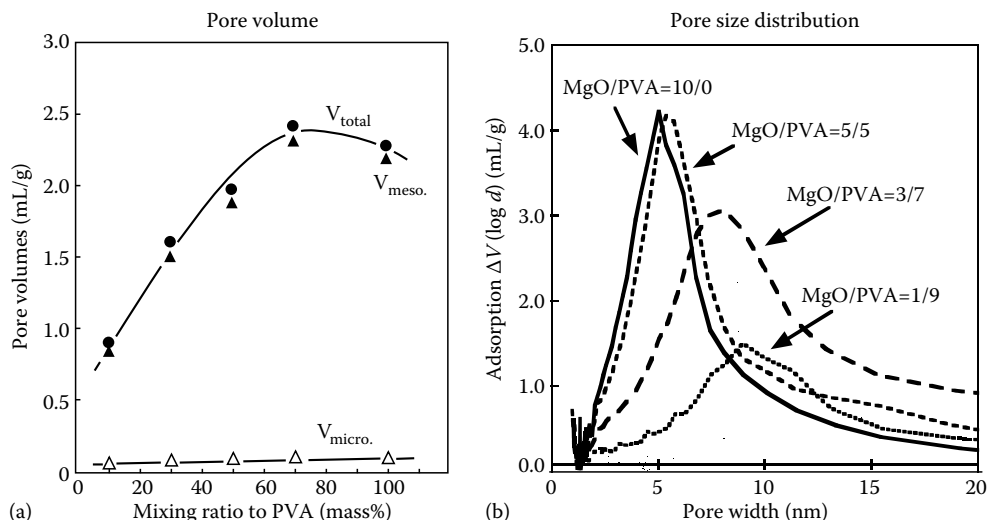 Pore volume
3.0
2.5
2.0
1.5
1.0
0.5
0
Pore volumes (mL/g)
V_total
V_meso.
V_micro.
0 20 40 60 80 100
Mixing ratio to PVA (mass%)
(a)
Pore size distribution
MgO/PVA=10/0
MgO/PVA=5/5
MgO/PVA=3/7
MgO/PVA=1/9
5.0
4.0
3.0
2.0
1.0
0.0
Adsorption ΔV (log d) (mL/g)
0 5 10 15 20
Pore width (nm)
(b)